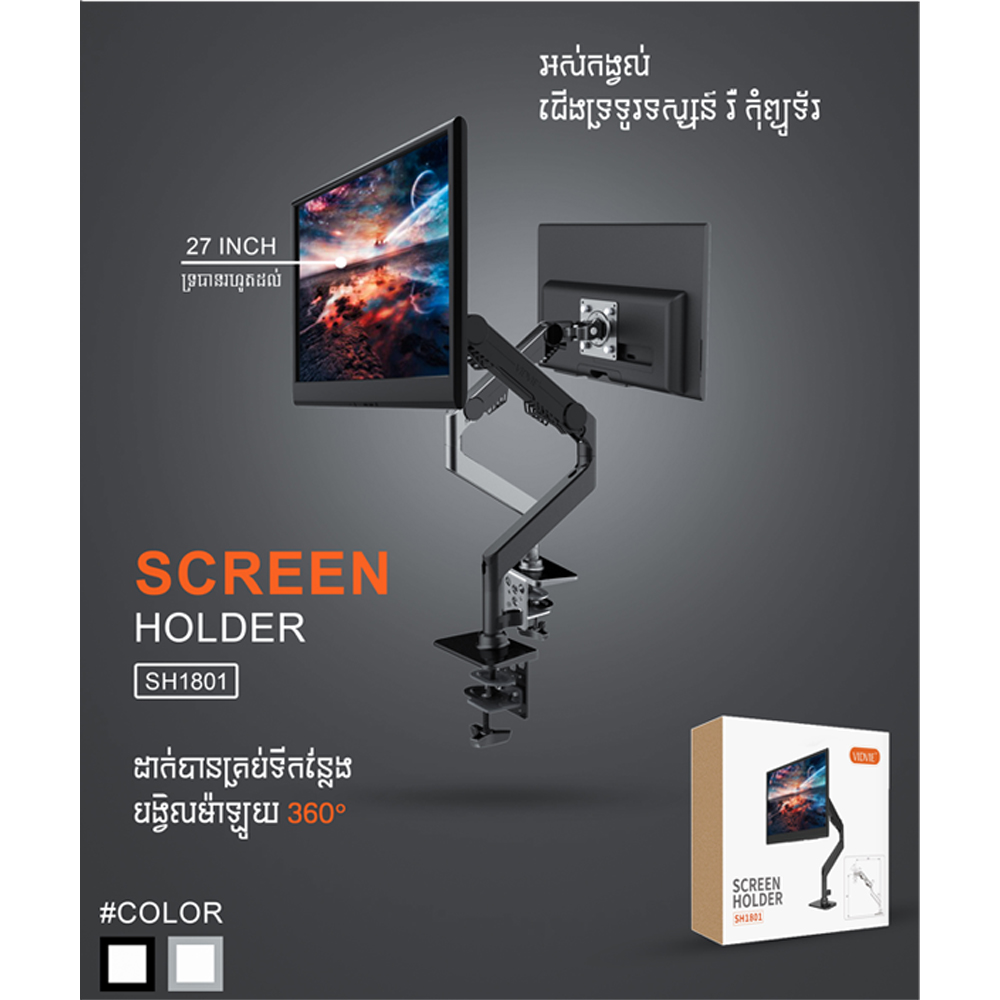 អស់កង្វល់
ជើងទ្រទូរទស្សន៍ រឺ កុំព្យូទ័រ
27 INCH
ទ្របានរហូតដល់
SCREEN
HOLDER
SH1801
ដាក់បានគ្រប់ទីកន្លែង
បង្វិលម៉ាឡូយ 360°
#COLOR
VIDVIE
SCREEN
HOLDER
SH1801